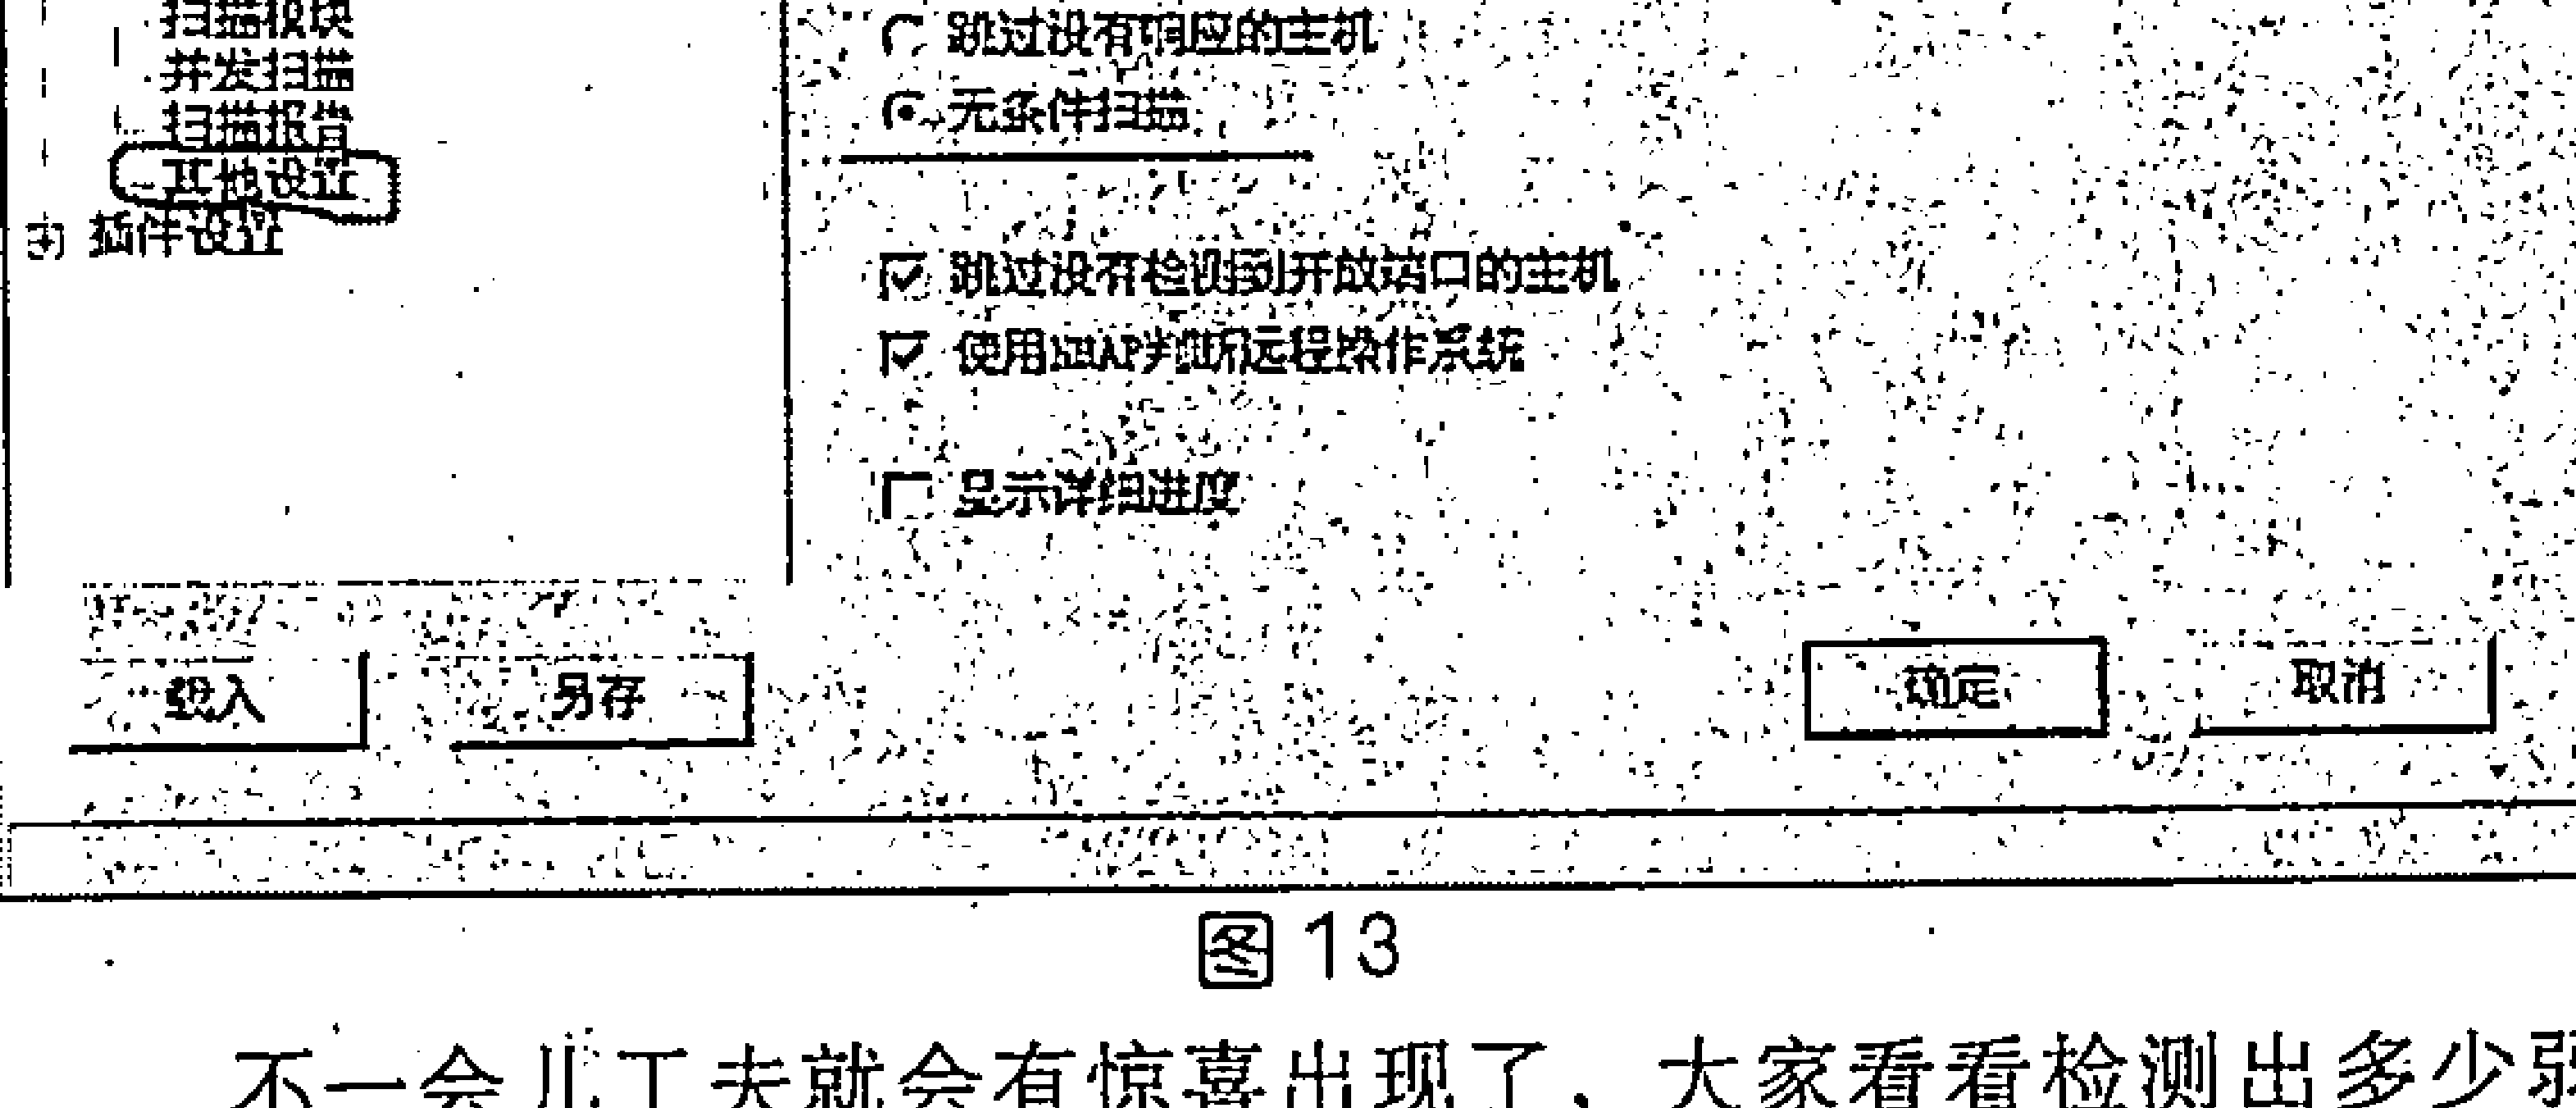 扫描模块
并发扫描
扫描报告
其他设置
插件设置
跳过没有响应的主机
无条件扫描
跳过没有检测到开放端口的主机
使用NMAP判断远程操作系统
显示详细进度
载入
另存
确定
取消
图13
不一会儿工夫就会有惊喜出现了，大家看看检测出多少弱